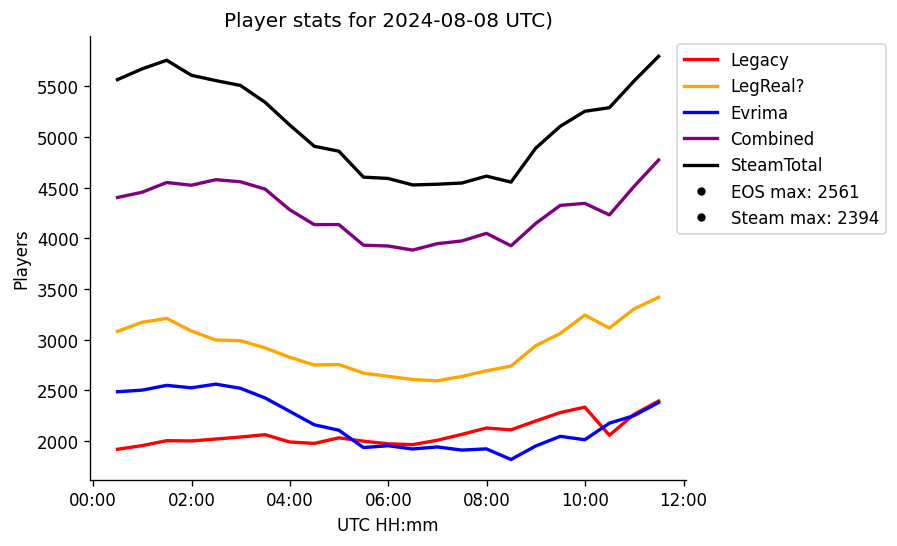 Player stats for 2024-08-08 UTC)
Legacy
LegReal?
Evrima
Combined
SteamTotal
EOS max: 2561
Steam max: 2394
Players
5500
5000
4500
4000
3500
3000
2500
2000
00:00 02:00 04:00 06:00 08:00 10:00 12:00
UTC HH:mm